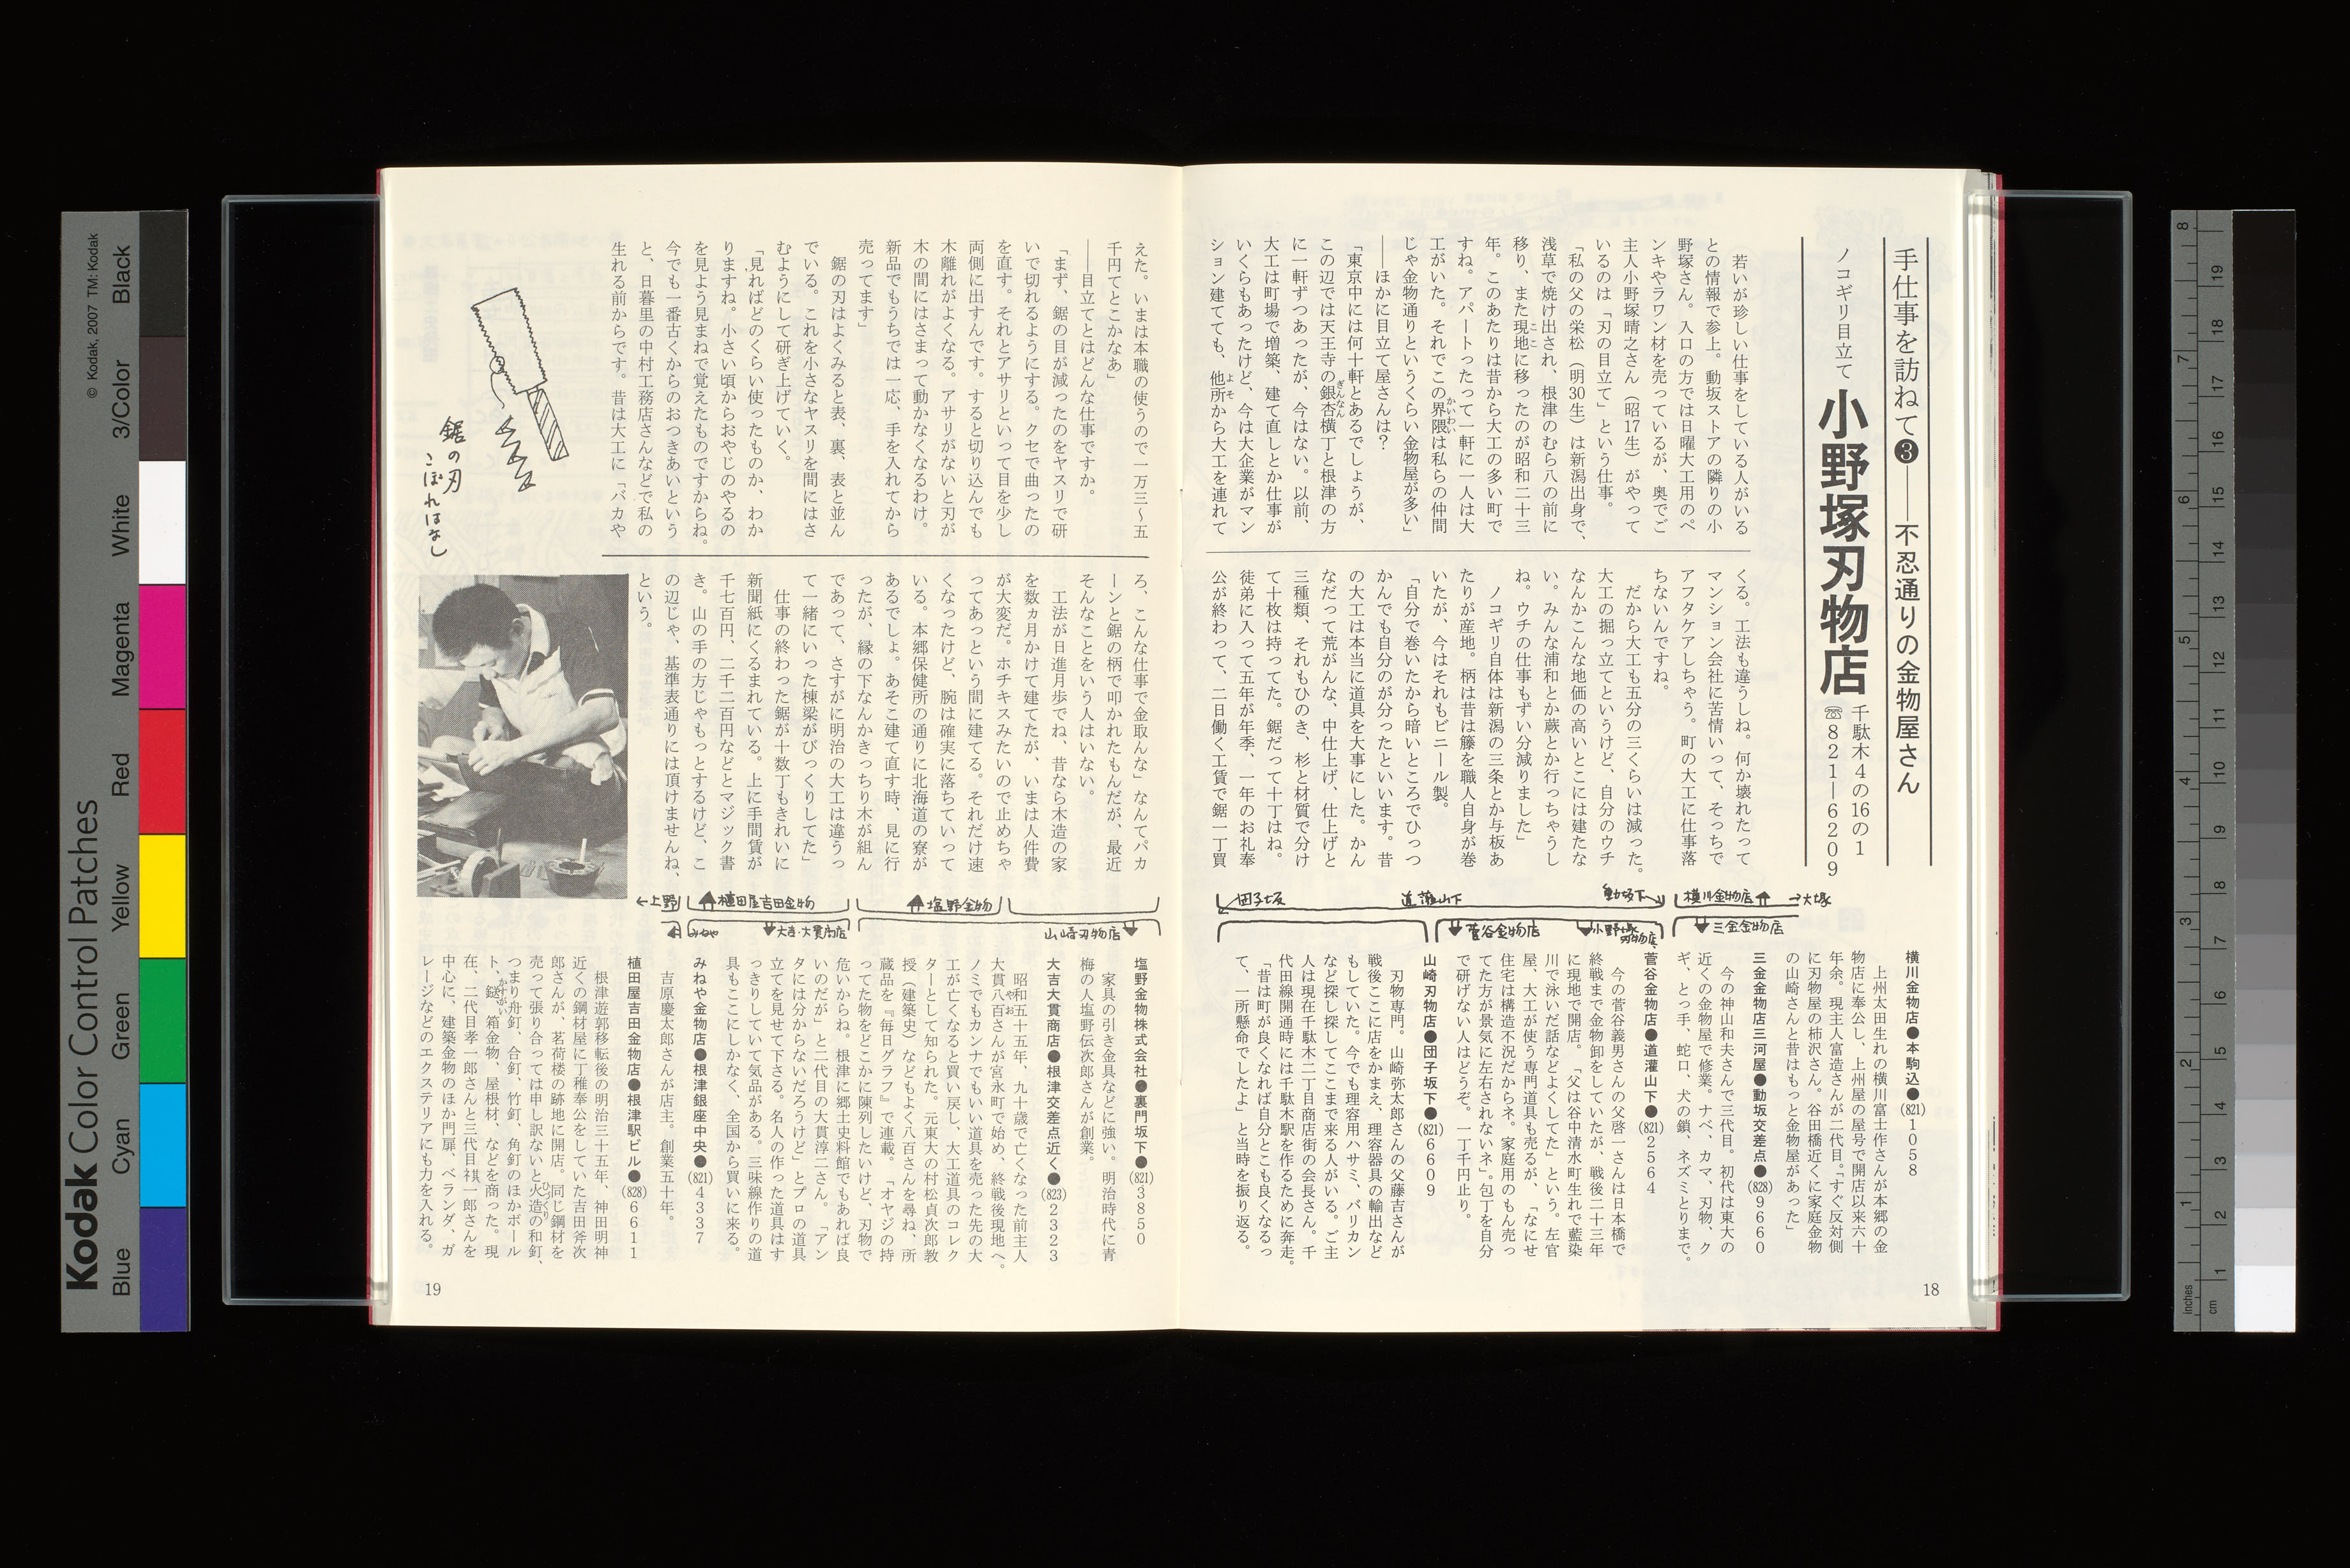 手仕事を訪ねて❸――不忍通りの金物屋さん
ノコギリ目立て
小野塚刃物店
千駄木4の16の1
☎821―6209
若いが珍しい仕事をしている人がいる
との情報で参上。動坂ストアの隣りの小
野塚さん。入口の方では日曜大工用のペ
ンキやラワン材を売っているが、奥でご
主人小野塚晴之さん（昭17生）がやって
いるのは「刃の目立て」という仕事。
「私の父の栄松（明30生）は新潟出身で、
浅草で焼け出され、根津のむら八の前に
移り、また現地に移ったのが昭和二十三
年。このあたりは昔から大工の多い町で
すね。アパートったって一軒に一人は大
工がいた。それでこの界隈は私らの仲間
じゃ金物通りというくらい金物屋が多い」
――ほかに目立て屋さんは？
「東京中には何十軒とあるでしょうが、
この辺では天王寺の銀杏横丁と根津の方
に一軒ずつあったが、今はない。以前、
大工は町場で増築、建て直しとか仕事が
いくらもあったけど、今は大企業がマン
ション建てても、他所から大工を連れて
くる。工法も違うしね。何か壊れたって
マンション会社に苦情いって、そっちで
アフタケアしちゃう。町の大工に仕事落
ちないんですね。
だから大工も五分の三くらいは減った。
大工の掘っ立てというけど、自分のウチ
なんかこんな地価の高いとこには建たな
い。みんな浦和とか蕨とか行っちゃうし
ね。ウチの仕事もずい分減りました」
ノコギリ自体は新潟の三条とか与板あ
たりが産地。柄は昔は籐を職人自身が巻
いたが、今はそれもビニール製。
「自分で巻いたから暗いところでひっつ
かんでも自分のが分ったといいます。昔
の大工は本当に道具を大事にした。かん
なだって荒がんな、中仕上げ、仕上げと
三種類、それもひのき、杉と材質で分け
て十枚は持ってた。鋸だって十丁はね。
徒弟に入って五年が年季、一年のお礼奉
公が終わって、二日働く工賃で鋸一丁買
えた。いまは本職の使うので一万三～五
千円てとこかなあ」
――目立てとはどんな仕事ですか。
「まず、鋸の目が減ったのをヤスリで研
いで切れるようにする。クセで曲ったの
を直す。それとアサリといって目を少し
両側に出すんです。すると切り込んでも
木離れがよくなる。アサリがないと刃が
木の間にはさまって動かなくなるわけ。
新品でもうちでは一応、手を入れてから
売ってます」
鋸の刃はよくみると表、裏、表と並ん
でいる。これを小さなヤスリを間にはさ
むようにして研ぎ上げていく。
「見ればどのくらい使ったものか、わか
りますね。小さい頃からおやじのやるの
を見よう見まねで覚えたものですからね。
今でも一番古くからのおつきあいという
と、日暮里の中村工務店さんなどで私の
生れる前からです。昔は大工に「バカや
ろ、こんな仕事で金取んな」なんてパカ
ーンと鋸の柄で叩かれたもんだが、最近
そんなことをいう人はいない。
工法が日進月歩でね、昔なら木造の家
を数ヵ月かけて建てたが、いまは人件費
が大変だ。ホチキスみたいので止めちゃ
ってあっという間に建てる。それだけ速
くなったけど、腕は確実に落ちていって
いる。本郷保健所の通りに北海道の寮が
あるでしょ。あそこ建て直す時、見に行
ったが、縁の下なんかきっちり木が組ん
であって、さすがに明治の大工は違うっ
て一緒にいった棟梁がびっくりしてた」
仕事の終わった鋸が十数丁もきれいに
新聞紙にくるまれている。上に手間賃が
千七百円、二千二百円などとマジック書
き。山の手の方じゃもっとするけど、こ
の辺じゃ、基準表通りには頂けませんね、
という。
鋸の刃
こぼればなし
→大塚
横川金物店
動坂下
道灌山下
団子坂
三金金物店
小野塚刃物店
菅谷金物店
山崎刃物店
塩野金物
植田屋吉田金物
←上野
大吉・大貫商店
みねや
横川金物店●本駒込●(821)1058
上州太田生れの横川富士作さんが本郷の金
物店に奉公し、上州屋の屋号で開店以来六十
年余。現主人富造さんが二代目。「すぐ反対側
に刃物屋の柿沢さん。谷田橋近くに家庭金物
の山崎さんと昔はもっと金物屋があった」
三金金物店三河屋●動坂交差点●(828)9660
今の神山和夫さんで三代目。初代は東大の
近くの金物屋で修業。ナベ、カマ、刃物、ク
ギ、とっ手、蛇口、犬の鎖、ネズミとりまで。
菅谷金物店●道灌山下●(821)2564
今の菅谷義男さんの父啓一さんは日本橋で
終戦まで金物卸をしていたが、戦後二十三年
に現地で開店。「父は谷中清水町生れで藍染
川で泳いだ話などよくしてた」という。左官
屋、大工が使う専門道具も売るが、「なにせ
住宅は構造不況だからネ。家庭用のもん売っ
てた方が景気に左右されないネ」。包丁を自分
で研げない人はどうぞ。一丁千円止り。
山崎刃物店●団子坂下●(821)6609
刃物専門。山崎弥太郎さんの父藤吉さんが
戦後ここに店をかまえ、理容器具の輸出など
もしていた。今でも理容用ハサミ、バリカン
など探し探してここまで来る人がいる。ご主
人は現在千駄木二丁目商店街の会長さん。千
代田線開通時には千駄木駅を作るために奔走。
「昔は町が良くなれば自分とこも良くなるっ
て、一所懸命でしたよ」と当時を振り返る。
塩野金物株式会社●裏門坂下●(821)3850
家具の引き金具などに強い。明治時代に青
梅の人塩野伝次郎さんが創業。
大吉大貫商店●根津交差点近く●(823)2323
昭和五十五年、九十歳で亡くなった前主人
大貫八百さんが宮永町で始め、終戦後現地へ。
ノミでもカンナでもいい道具を売った先の大
工が亡くなると買い戻し、大工道具のコレク
ターとして知られた。元東大の村松貞次郎教
授（建築史）などもよく八百さんを尋ね、所
蔵品を『毎日グラフ』で連載。「オヤジの持
ってた物をどこかに陳列したいけど、刃物で
危いからね。根津に郷土史料館でもあれば良
いのだが」と二代目の大貫淳二さん。「アン
タには分からないだろうけど」とプロの道具
立てを見せて下さる。名人の作った道具はす
っきりしていて気品がある。三味線作りの道
具もここにしかなく、全国から買いに来る。
みねや金物店●根津銀座中央●(821)4337
吉原慶太郎さんが店主。創業五十年。
植田屋吉田金物店●根津駅ビル●(828)6611
根津遊郭移転後の明治三十五年、神田明神
近くの鋼材屋に丁稚奉公をしていた吉田斧次
郎さんが、茗荷楼の跡地に開店。同じ鋼材を
売って張り合っては申し訳ないと火造の和釘、
つまり舟釘、合釘、竹釘、角釘のほかボール
ト、鎹、箱金物、屋根材、などを商った。現
在、二代目孝一郎さんと三代目祺一郎さんを
中心に、建築金物のほか門扉、ベランダ、ガ
レージなどのエクステリアにも力を入れる。
18
19
Kodak Color Control Patches
© Kodak, 2007 TM: Kodak
Blue
Cyan
Green
Yellow
Red
Magenta
White
3/Color
Black
inches
1
2
3
4
5
6
7
8
cm
1
2
3
4
5
6
7
8
9
10
11
12
13
14
15
16
17
18
19